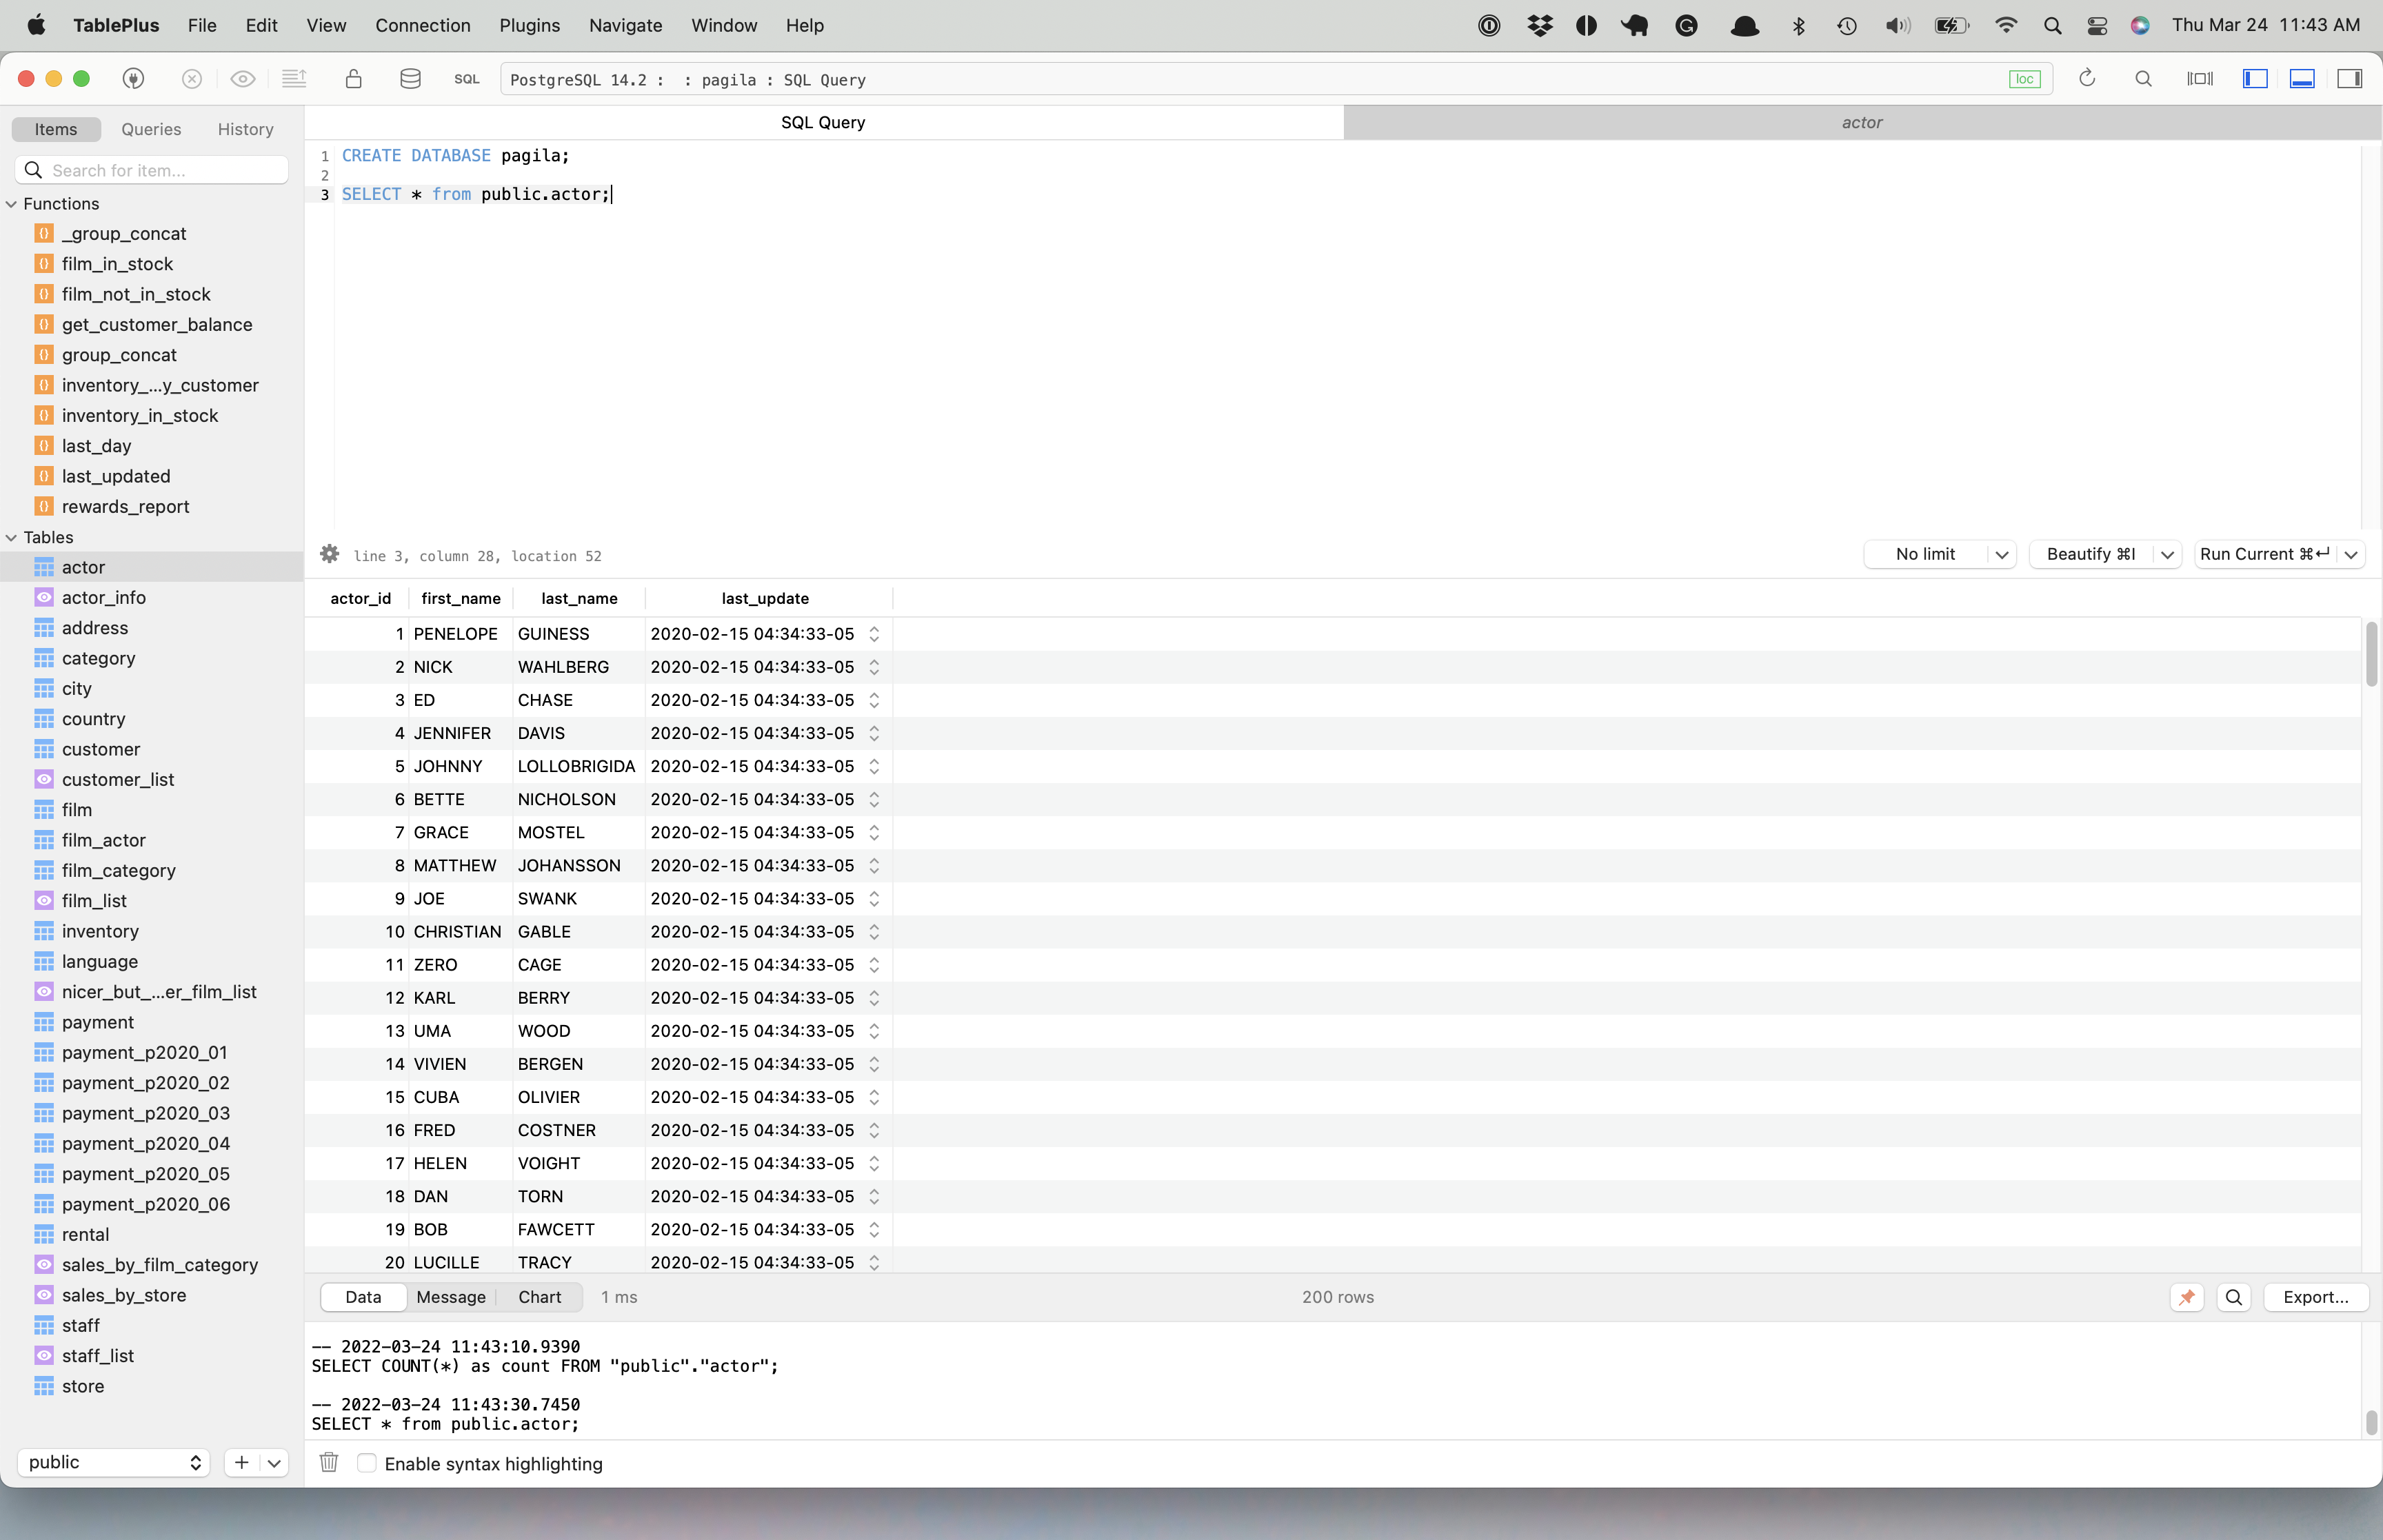 TablePlus File Edit View Connection Plugins Navigate Window Help Thu Mar 24 11:43 AM
SQL PostgreSQL 14.2 : : pagila : SQL Query loc
Items Queries History
Search for item...
Functions
_group_concat
film_in_stock
film_not_in_stock
get_customer_balance
group_concat
inventory_...y_customer
inventory_in_stock
last_day
last_updated
rewards_report
Tables
actor
actor_info
address
category
city
country
customer
customer_list
film
film_actor
film_category
film_list
inventory
language
nicer_but_...er_film_list
payment
payment_p2020_01
payment_p2020_02
payment_p2020_03
payment_p2020_04
payment_p2020_05
payment_p2020_06
rental
sales_by_film_category
sales_by_store
staff
staff_list
store
public
SQL Query actor
1 CREATE DATABASE pagila;
2
3 SELECT * from public.actor;
line 3, column 28, location 52 No limit Beautify ⌘I Run Current ⌘↵
actor_id first_name last_name last_update
1 PENELOPE GUINESS 2020-02-15 04:34:33-05
2 NICK WAHLBERG 2020-02-15 04:34:33-05
3 ED CHASE 2020-02-15 04:34:33-05
4 JENNIFER DAVIS 2020-02-15 04:34:33-05
5 JOHNNY LOLLOBRIGIDA 2020-02-15 04:34:33-05
6 BETTE NICHOLSON 2020-02-15 04:34:33-05
7 GRACE MOSTEL 2020-02-15 04:34:33-05
8 MATTHEW JOHANSSON 2020-02-15 04:34:33-05
9 JOE SWANK 2020-02-15 04:34:33-05
10 CHRISTIAN GABLE 2020-02-15 04:34:33-05
11 ZERO CAGE 2020-02-15 04:34:33-05
12 KARL BERRY 2020-02-15 04:34:33-05
13 UMA WOOD 2020-02-15 04:34:33-05
14 VIVIEN BERGEN 2020-02-15 04:34:33-05
15 CUBA OLIVIER 2020-02-15 04:34:33-05
16 FRED COSTNER 2020-02-15 04:34:33-05
17 HELEN VOIGHT 2020-02-15 04:34:33-05
18 DAN TORN 2020-02-15 04:34:33-05
19 BOB FAWCETT 2020-02-15 04:34:33-05
20 LUCILLE TRACY 2020-02-15 04:34:33-05
Data Message Chart 1 ms 200 rows Export...
-- 2022-03-24 11:43:10.9390
SELECT COUNT(*) as count FROM "public"."actor";
-- 2022-03-24 11:43:30.7450
SELECT * from public.actor;
Enable syntax highlighting